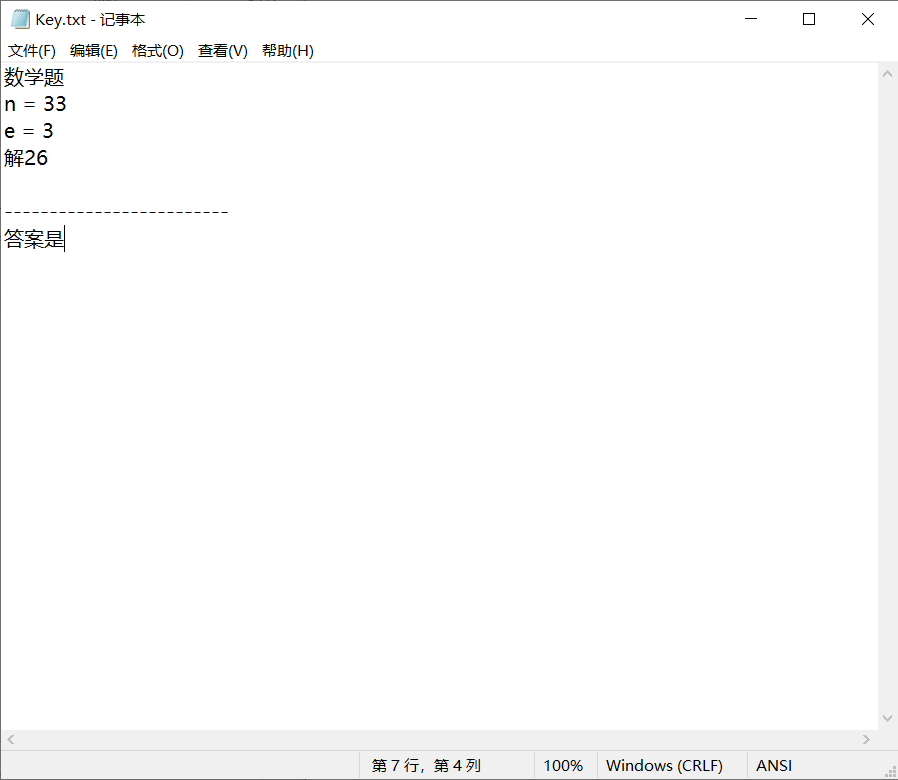 Key.txt - 记事本
文件(F) 编辑(E) 格式(O) 查看(V) 帮助(H)
数学题
n = 33
e = 3
解26
-------------------------
答案是
第 7 行，第 4 列 100% Windows (CRLF) ANSI